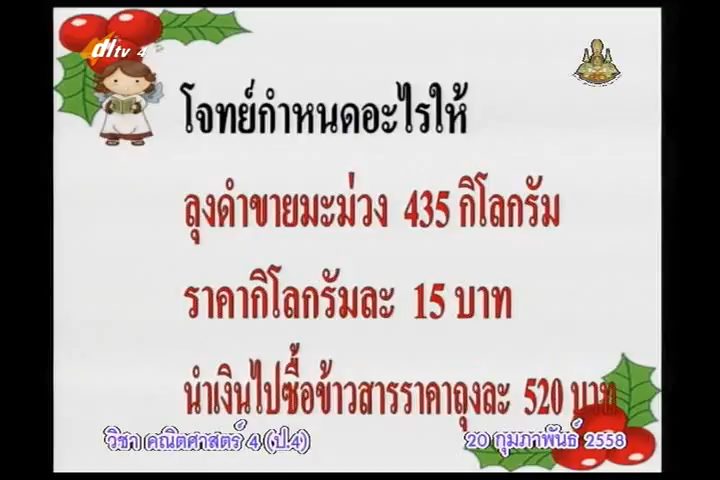 dltv 4
โจทย์กำหนดอะไรให้
ลุงดำขายมะม่วง 435 กิโลกรัม
ราคากิโลกรัมละ 15 บาท
นำเงินไปซื้อข้าวสารราคาถุงละ 520 บาท
วิชา คณิตศาสตร์ 4 (ป.4) 20 กุมภาพันธ์ 2558